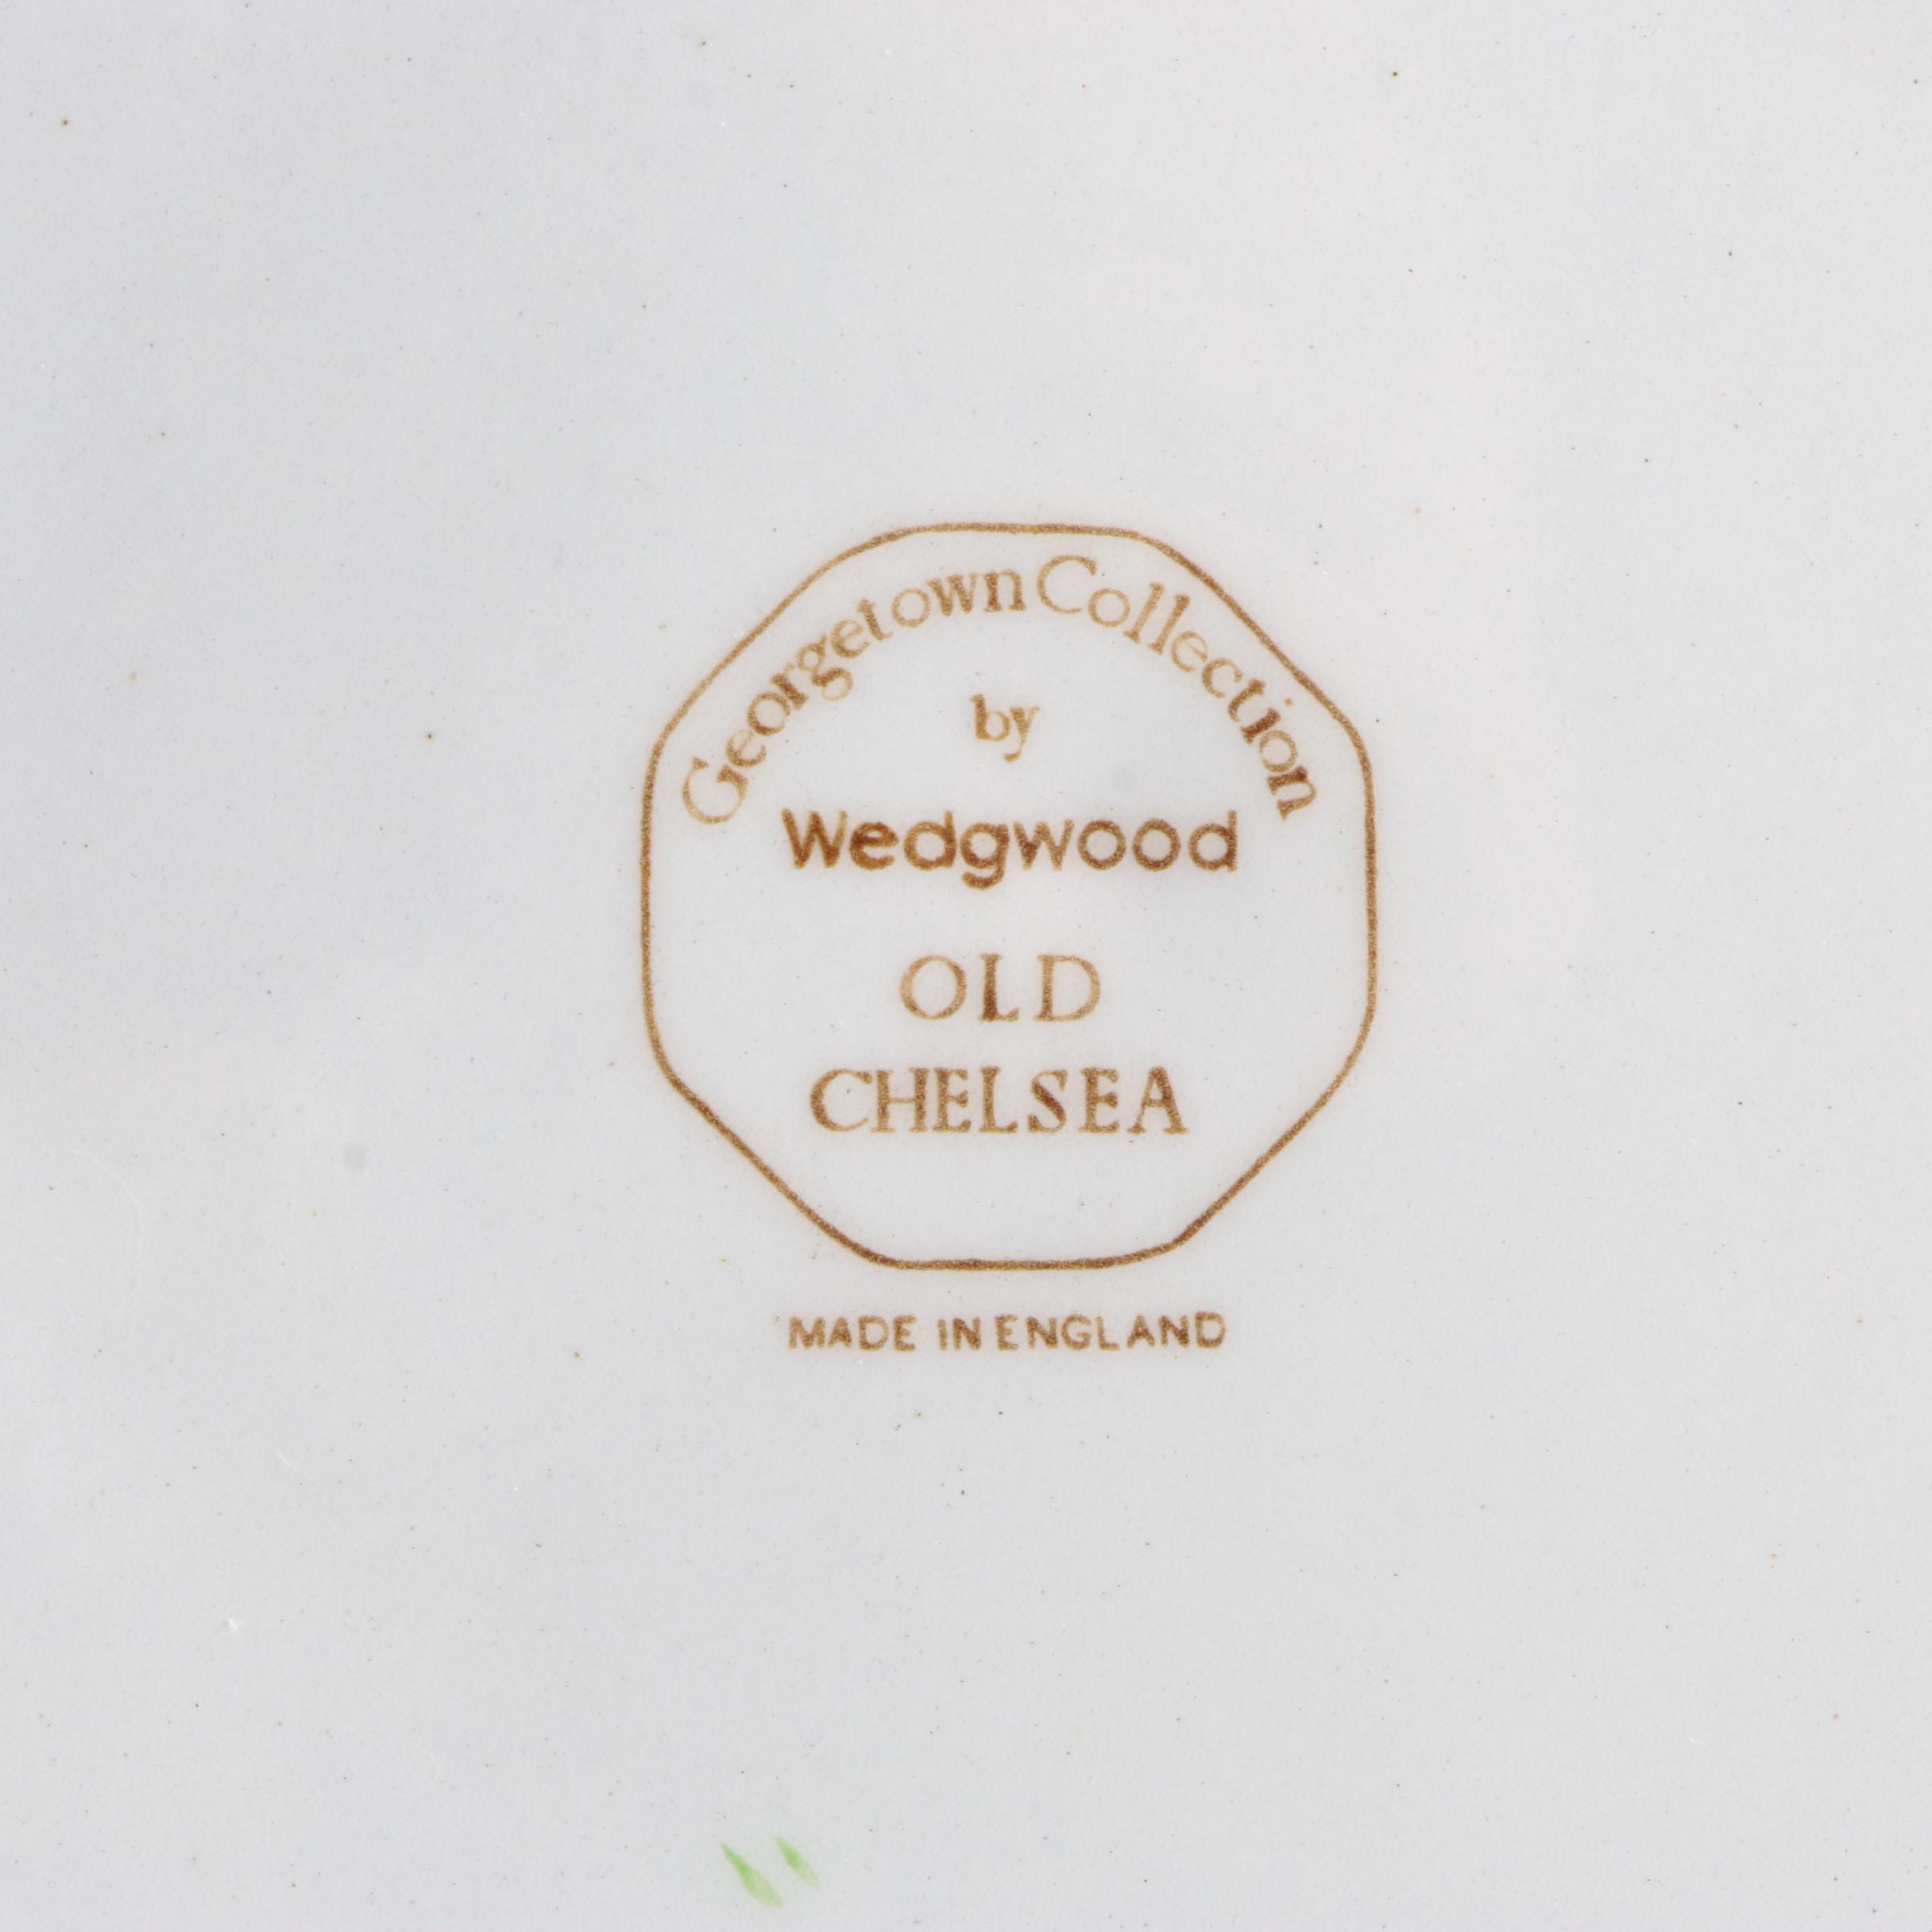 Georgetown Collection
by
Wedgwood
OLD
CHELSEA
MADE IN ENGLAND